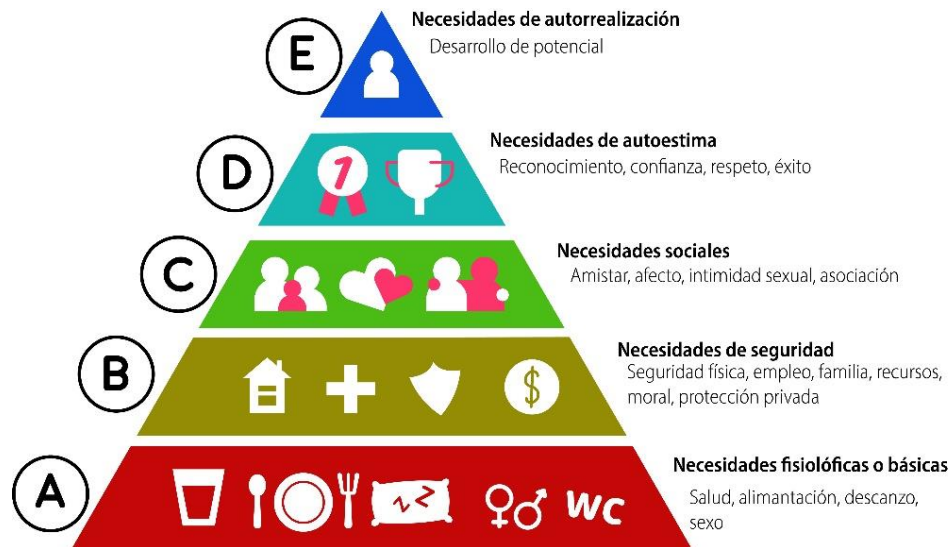 E
Necesidades de autorrealización
Desarrollo de potencial
D
1
Necesidades de autoestima
Reconocimiento, confianza, respeto, éxito
C
Necesidades sociales
Amistar, afecto, intimidad sexual, asociación
B
$
Necesidades de seguridad
Seguridad física, empleo, familia, recursos,
moral, protección privada
A
z z
WC
Necesidades fisiolóficas o básicas
Salud, alimantación, descanzo,
sexo